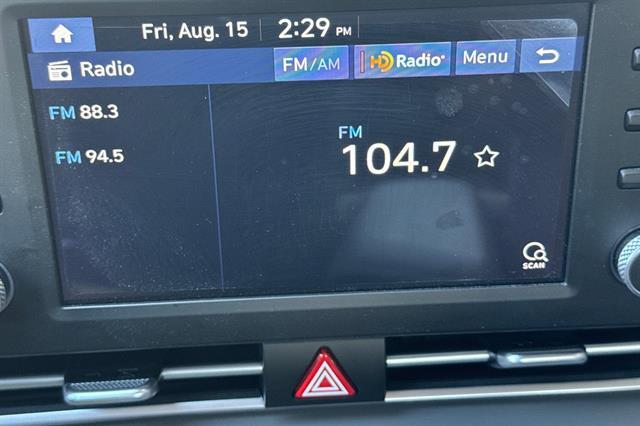 Fri, Aug. 15 2:29 PM
Radio FM/AM HD Radio Menu
FM 88.3
FM 94.5
FM
104.7
SCAN